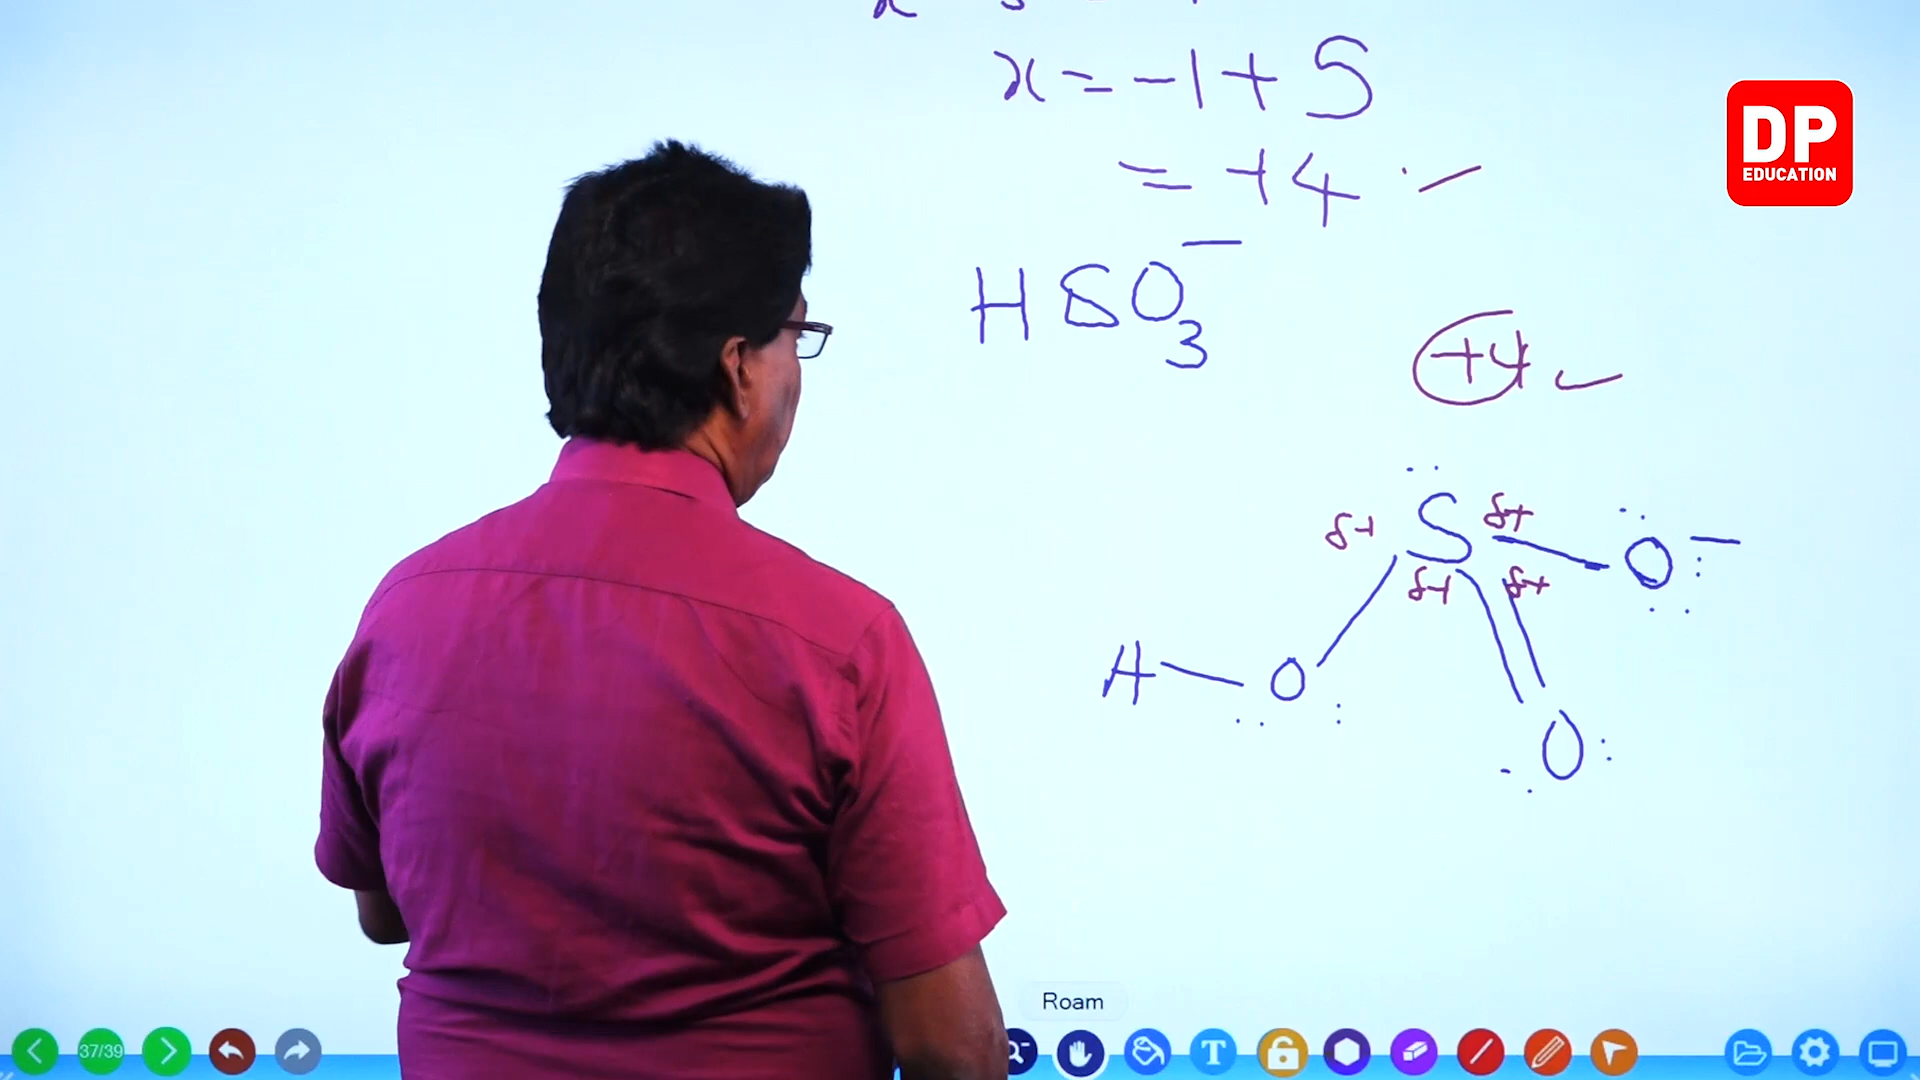 x = -1 + 5
= +4
HSO3 −
+4
DP
EDUCATION
S δ+ δ+ δ+ δ+
O −
H O
O
Roam
37/39
T